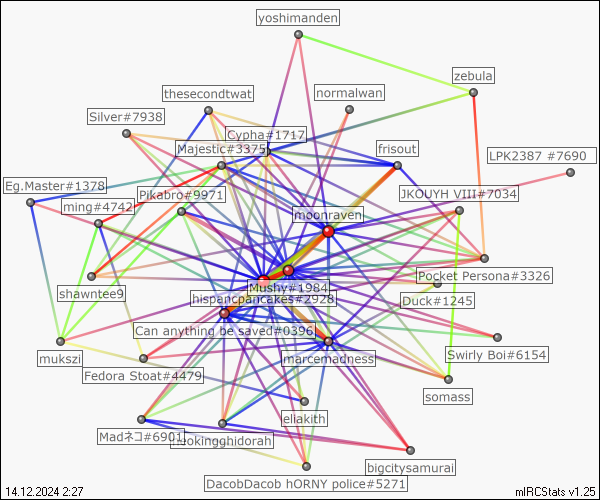 yoshimanden
zebula
thesecondtwat
normalwan
Silver#7938
Cypha#1717
Majestic#3375
frisout
LPK2387 #7690
Eg.Master#1378
Pikabro#9971
JKOUYH VIII#7034
ming#4742
moonraven
Pocket Persona#3326
shawntee9
Mushy#1984
hispancpancakes#2928
Duck#1245
Can anything be saved#0396
mukszi
marcemadness
Swirly Boi#6154
Fedora Stoat#4479
somass
eliakith
Madネコ#6901
neokingghidorah
bigcitysamurai
DacobDacob hORNY police#5271
14.12.2024 2:27
mIRCStats v1.25